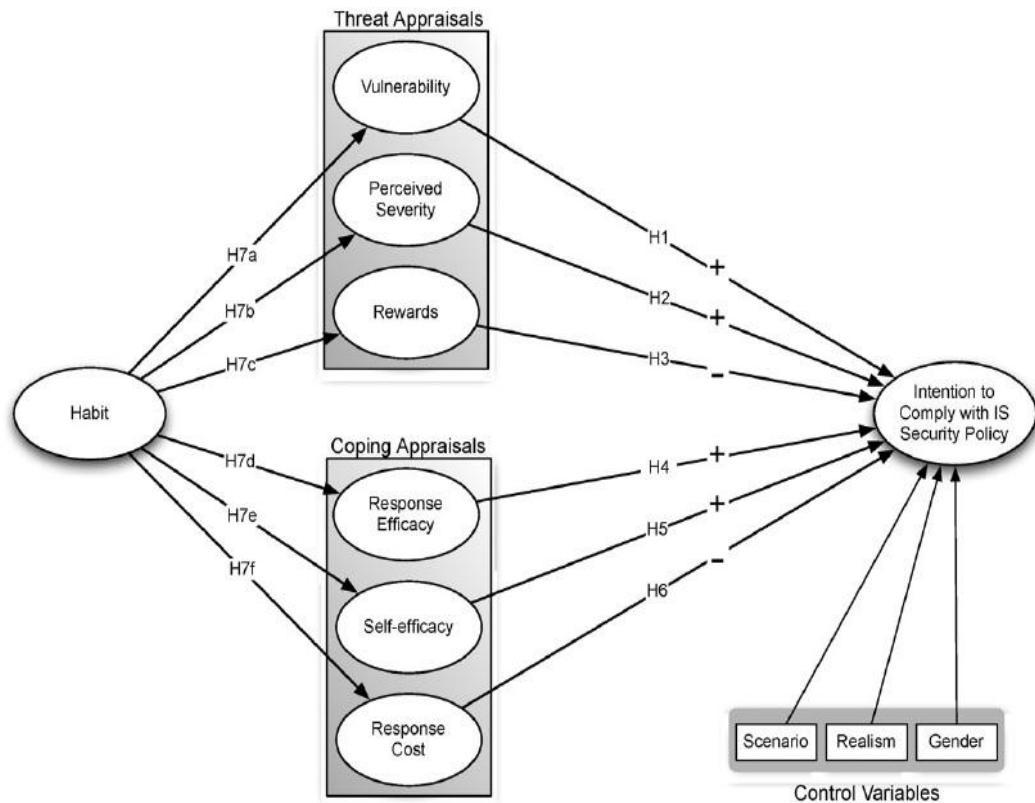 Threat Appraisals
Vulnerability
Perceived
Severity
Rewards
H7a
H7b
H7c
Habit
H7d
H7e
H7f
Coping Appraisals
Response
Efficacy
Self-efficacy
Response
Cost
H1
+
H2
+
H3
-
H4
+
H5
+
H6
-
Intention to
Comply with IS
Security Policy
Scenario
Realism
Gender
Control Variables